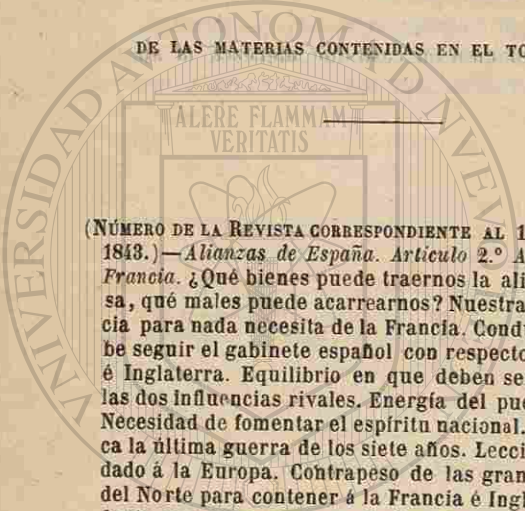 DE LAS MATERIAS CONTENIDAS EN EL TO
ALERE FLAMMAM
VERITATIS
UNIVERSIDAD AUTONOMA D NUEVO
(NÚMERO DE LA REVISTA CORRESPONDIENTE AL 1
1843.)—Alianzas de España. Articulo 2.º A
Francia. ¿Qué bienes puede traernos la ali
sa, qué males puede acarrearnos? Nuestra
cia para nada necesita de la Francia. Cond
be seguir el gabinete español con respecto
é Inglaterra. Equilibrio en que deben se
las dos influencias rivales. Energía del pue
Necesidad de fomentar el espíritu nacional.
ca la última guerra de los siete años. Lecci
dado á la Europa. Contrapeso de las gran
del Norte para contener á la Francia é Ingl